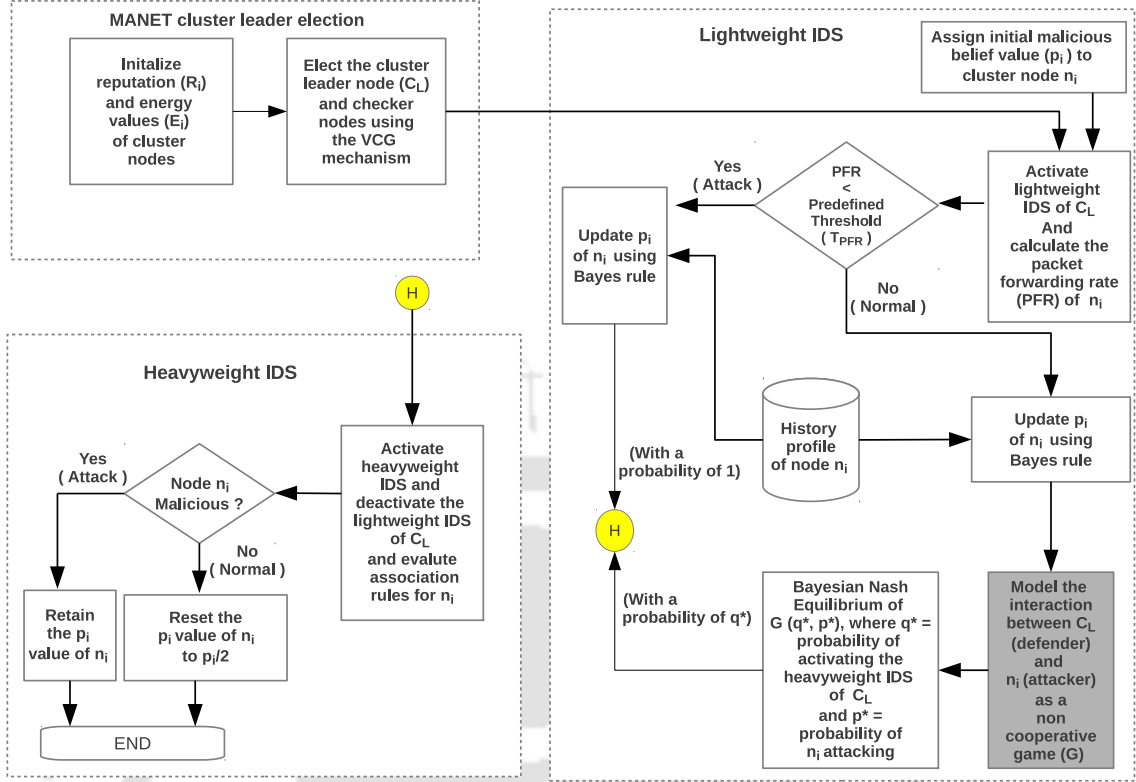 MANET cluster leader election
Initalize
reputation (Ri)
and energy
values (Ei)
of cluster
nodes
Elect the cluster
leader node (CL)
and checker
nodes using
the VCG
mechanism
Lightweight IDS
Assign initial malicious
belief value (pi) to
cluster node ni
Activate
lightweight
IDS of CL
And
calculate the
packet
forwarding rate
(PFR) of ni
PFR
<
Predefined
Threshold
( TPFR )
Yes
( Attack )
No
( Normal )
Update pi
of ni using
Bayes rule
History
profile
of node ni
Update pi
of ni using
Bayes rule
(With a
probability of 1)
H
(With a
probability of q*)
Bayesian Nash
Equilibrium of
G (q*, p*), where q* =
probability of
activating the
heavyweight IDS
of CL
and p* =
probability of
ni attacking
Model the
interaction
between CL
(defender)
and
ni (attacker)
as a
non
cooperative
game (G)
H
Heavyweight IDS
Activate
heavyweight
IDS and
deactivate the
lightweight IDS
of CL
and evalute
association
rules for ni
Node ni
Malicious ?
Yes
( Attack )
No
( Normal )
Retain
the pi
value of ni
Reset the
pi value of ni
to pi/2
END